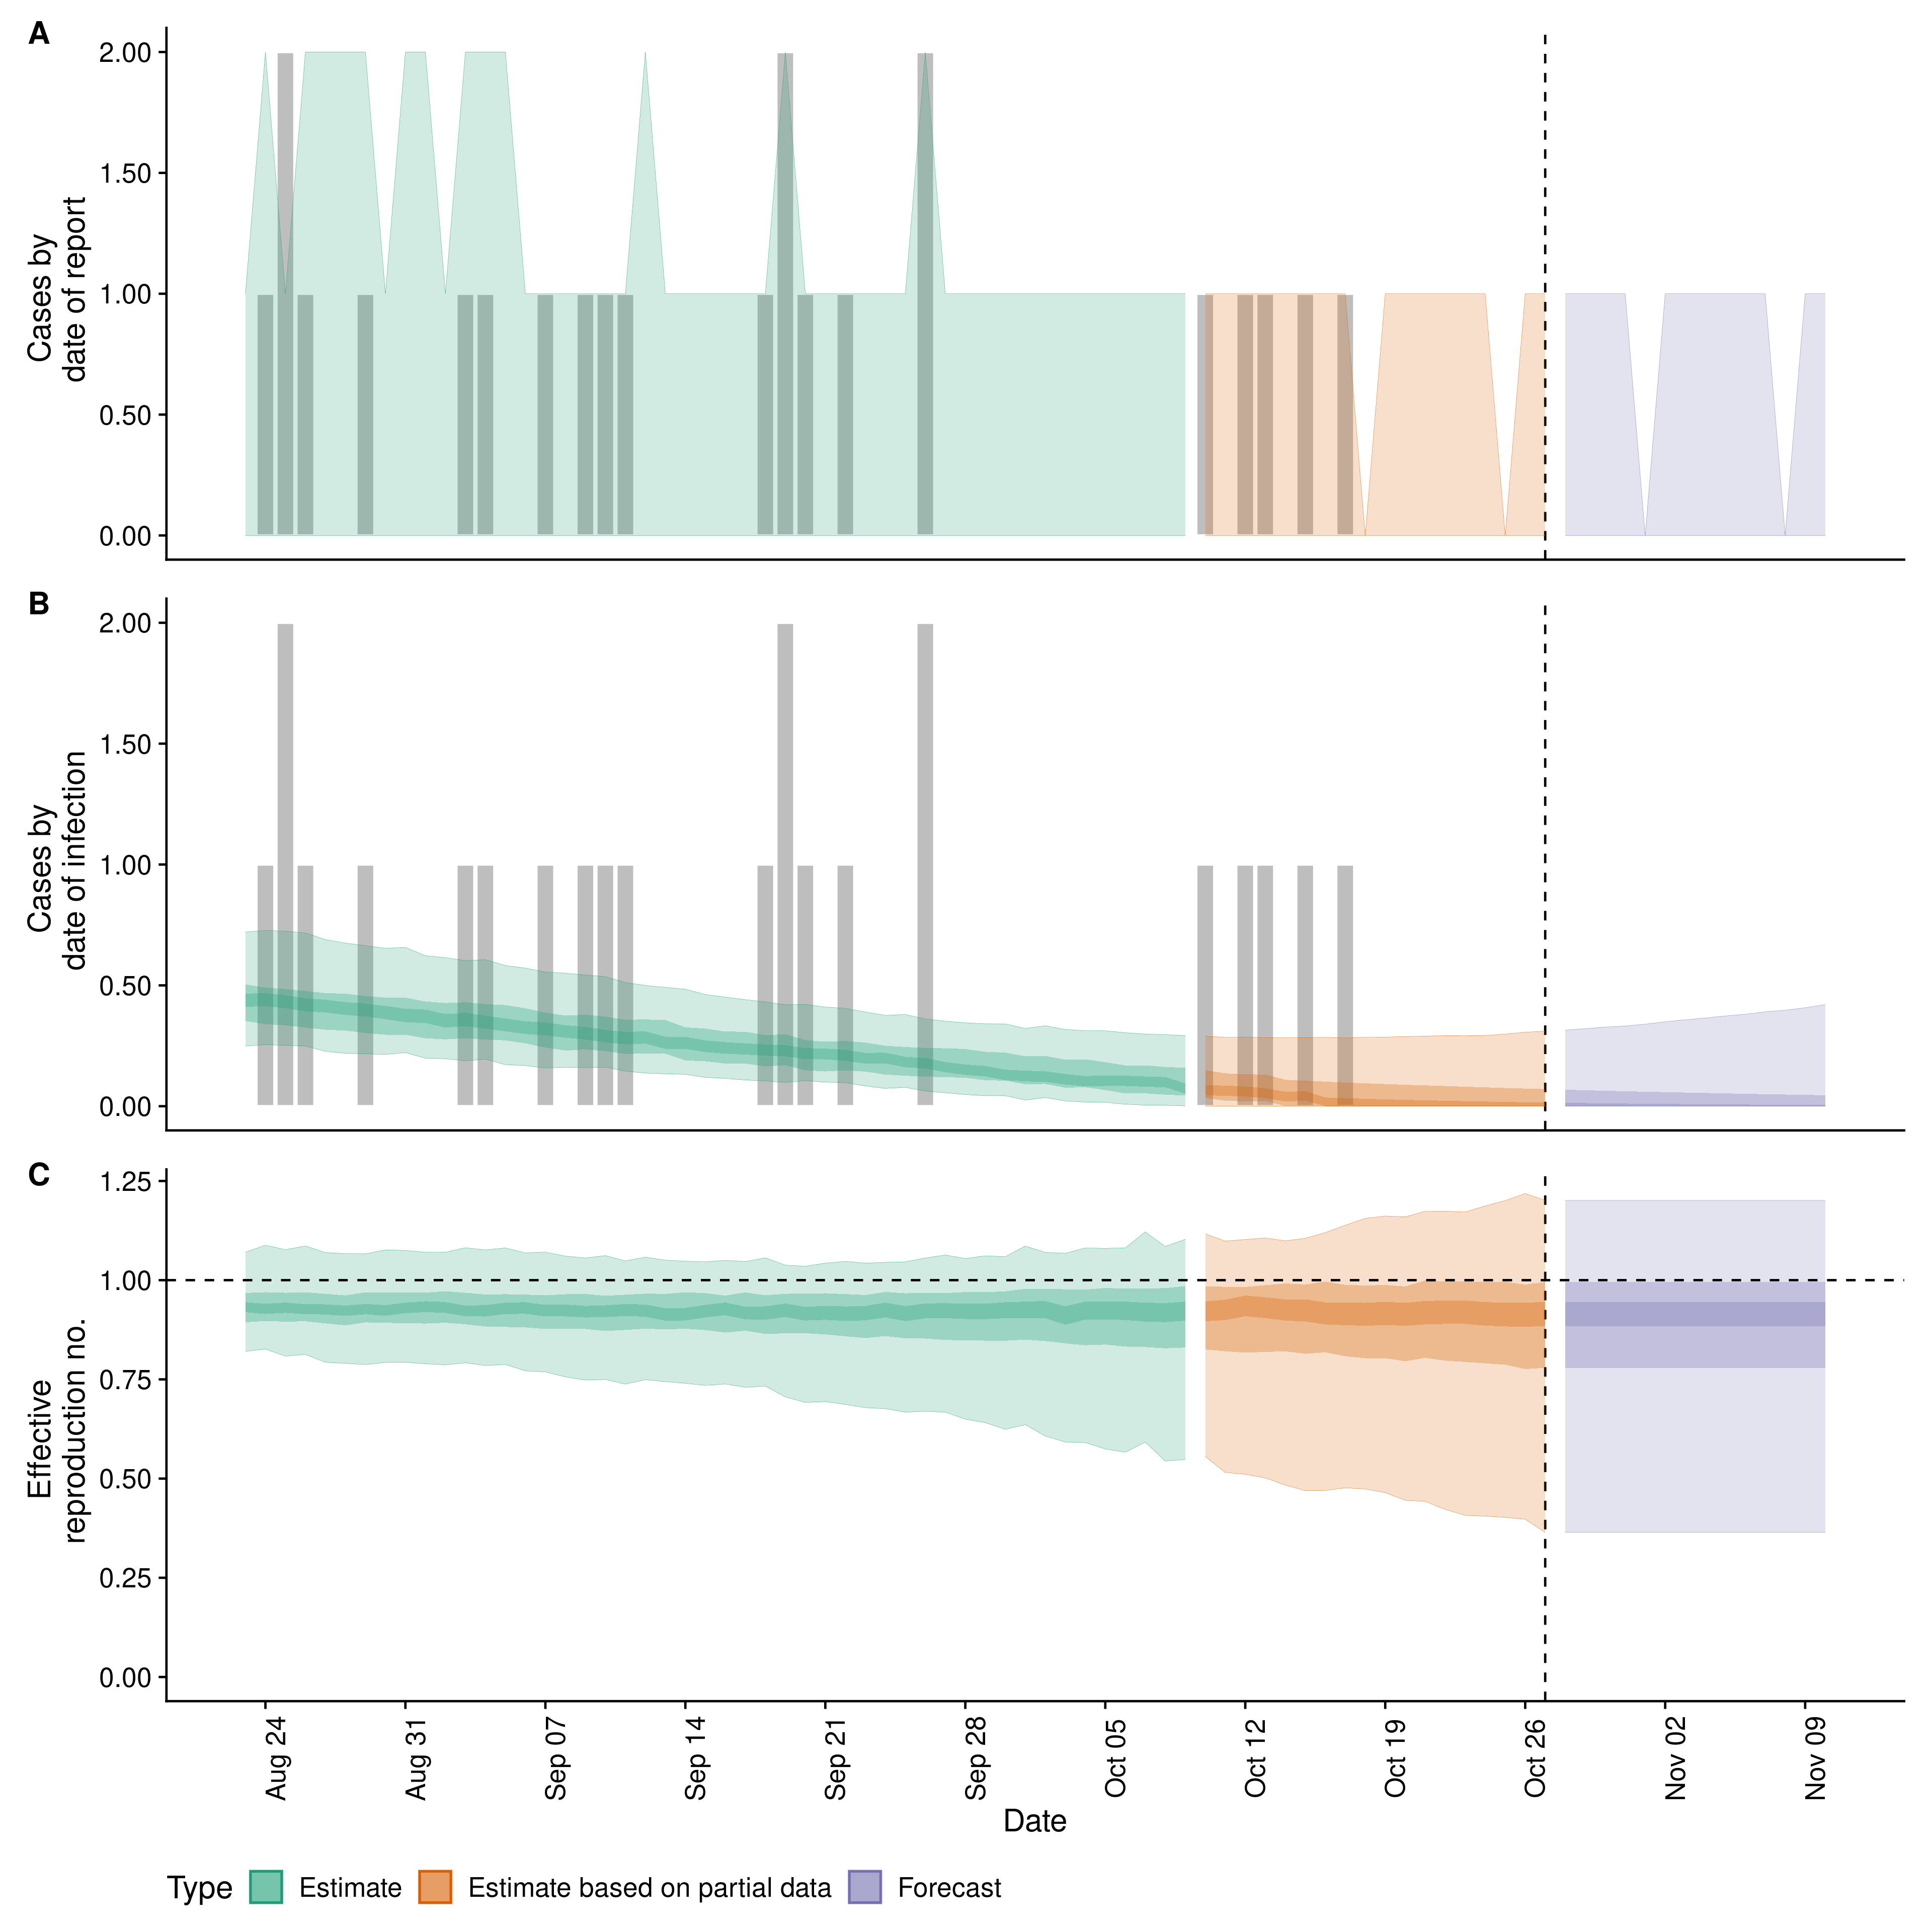 A
Cases by
date of report
2.00
1.50
1.00
0.50
0.00
B
Cases by
date of infection
2.00
1.50
1.00
0.50
0.00
C
Effective
reproduction no.
1.25
1.00
0.75
0.50
0.25
0.00
Aug 24
Aug 31
Sep 07
Sep 14
Sep 21
Sep 28
Oct 05
Oct 12
Oct 19
Oct 26
Nov 02
Nov 09
Date
Type Estimate Estimate based on partial data Forecast